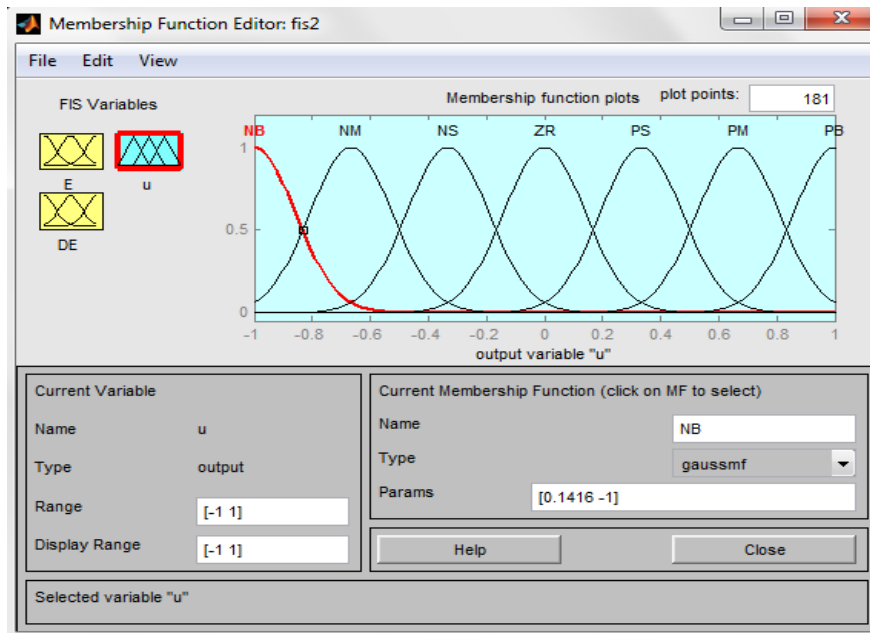 Membership Function Editor: fis2
File Edit View
FIS Variables
Membership function plots plot points: 181
E
u
DE
NB NM NS ZR PS PM PB
1
0.5
0
-1 -0.8 -0.6 -0.4 -0.2 0 0.2 0.4 0.6 0.8 1
output variable "u"
Current Variable
Name u
Type output
Range [-1 1]
Display Range [-1 1]
Current Membership Function (click on MF to select)
Name NB
Type gaussmf
Params [0.1416 -1]
Help Close
Selected variable "u"